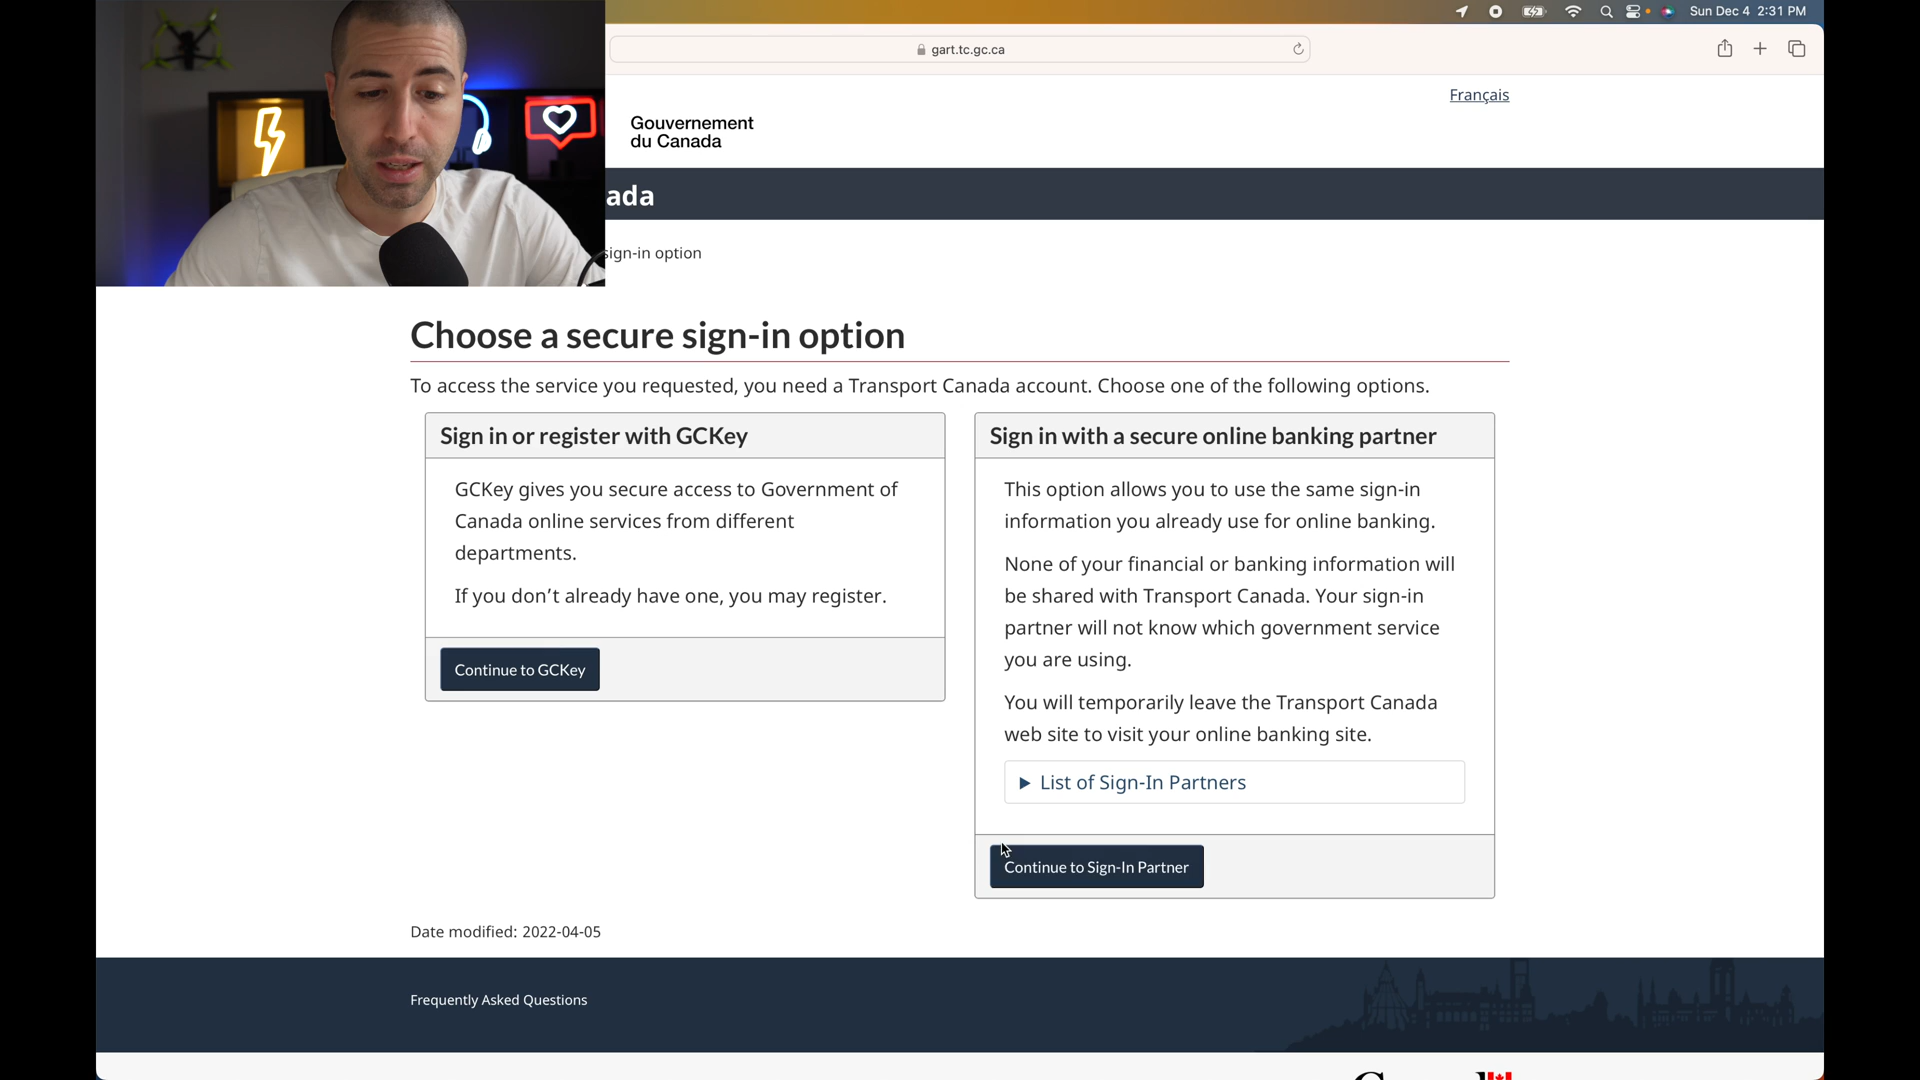 Sun Dec 4 2:31 PM
gart.tc.gc.ca
Français
Gouvernement
du Canada
ada
sign-in option
Choose a secure sign-in option
To access the service you requested, you need a Transport Canada account. Choose one of the following options.
Sign in or register with GCKey
GCKey gives you secure access to Government of
Canada online services from different
departments.
If you don't already have one, you may register.
Continue to GCKey
Sign in with a secure online banking partner
This option allows you to use the same sign-in
information you already use for online banking.
None of your financial or banking information will
be shared with Transport Canada. Your sign-in
partner will not know which government service
you are using.
You will temporarily leave the Transport Canada
web site to visit your online banking site.
List of Sign-In Partners
Continue to Sign-In Partner
Date modified: 2022-04-05
Frequently Asked Questions